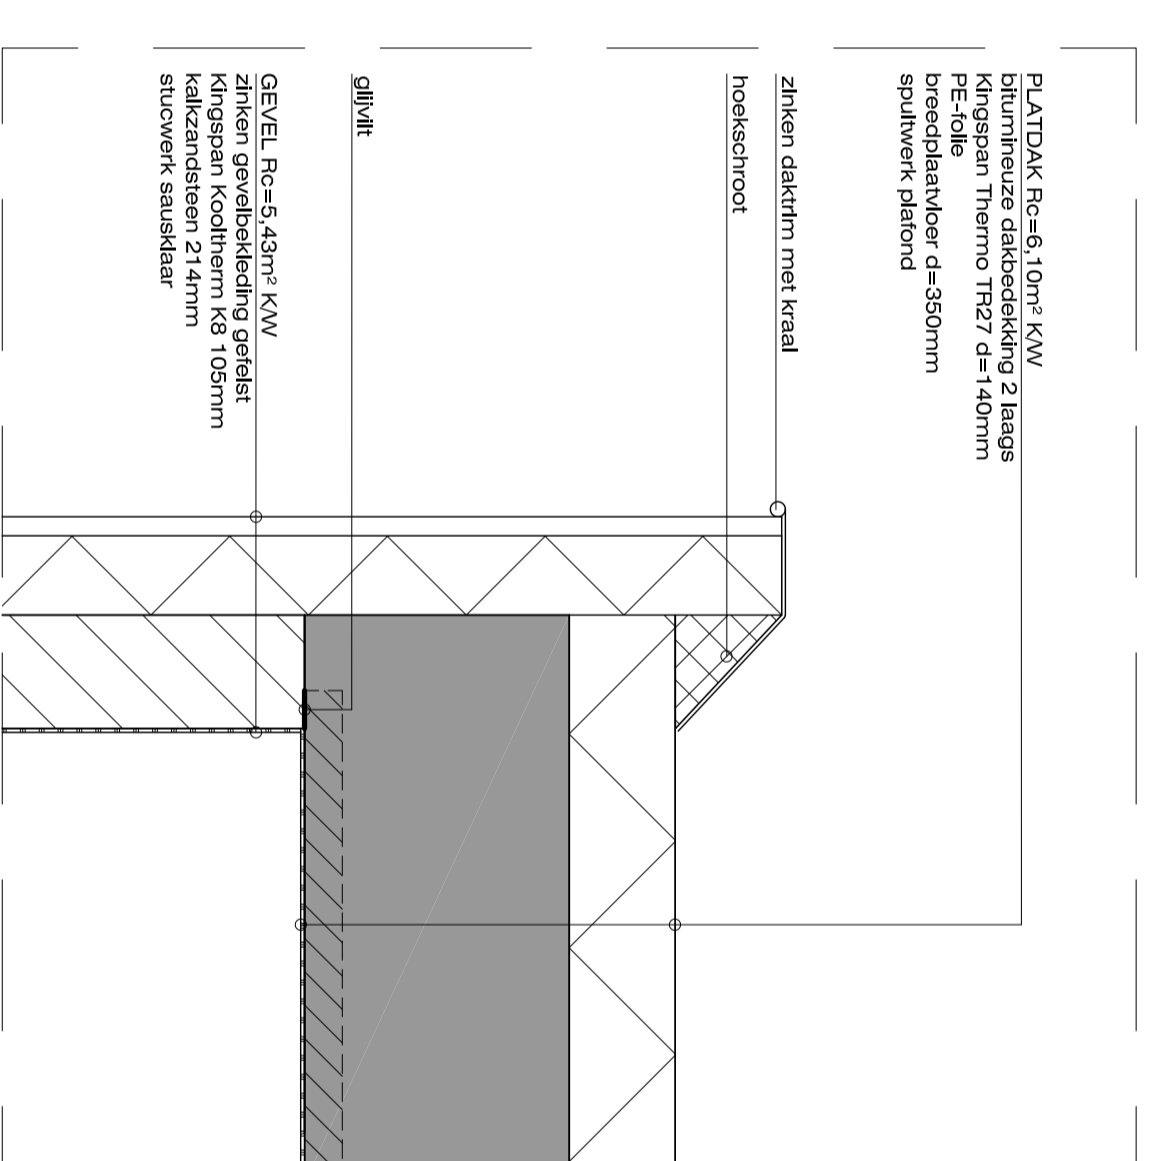 PLATDAK Rc=6,10m² K/W
bitumineuze dakbedekking 2 laags
Kingspan Thermo TR27 d=140mm
PE-folie
breedplaatvloer d=350mm
spuitwerk plafond
zinken daktrim met kraal
hoekschroot
glijvilt
GEVEL Rc=5,43m² K/W
zinken gevelbekleding gefelst
Kingspan Kooltherm K8 105mm
kalkzandsteen 214mm
stucwerk sausklaar